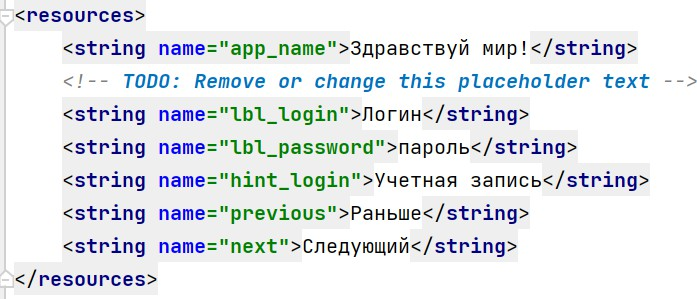 <resources>
<string name="app_name">Здравствуй мир!</string>
<!-- TODO: Remove or change this placeholder text -->
<string name="lbl_login">Логин</string>
<string name="lbl_password">пароль</string>
<string name="hint_login">Учетная запись</string>
<string name="previous">Раньше</string>
<string name="next">Следующий</string>
</resources>